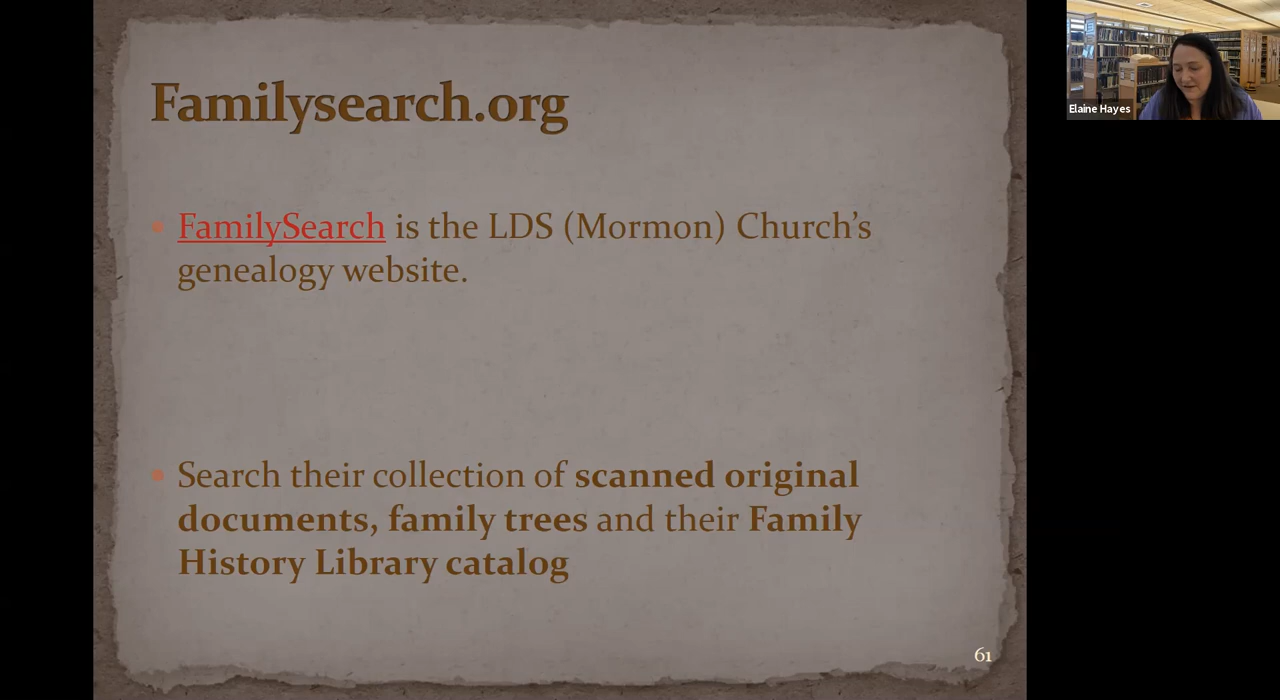 Familysearch.org
FamilySearch is the LDS (Mormon) Church’s
genealogy website.
Search their collection of scanned original
documents, family trees and their Family
History Library catalog
61
Elaine Hayes